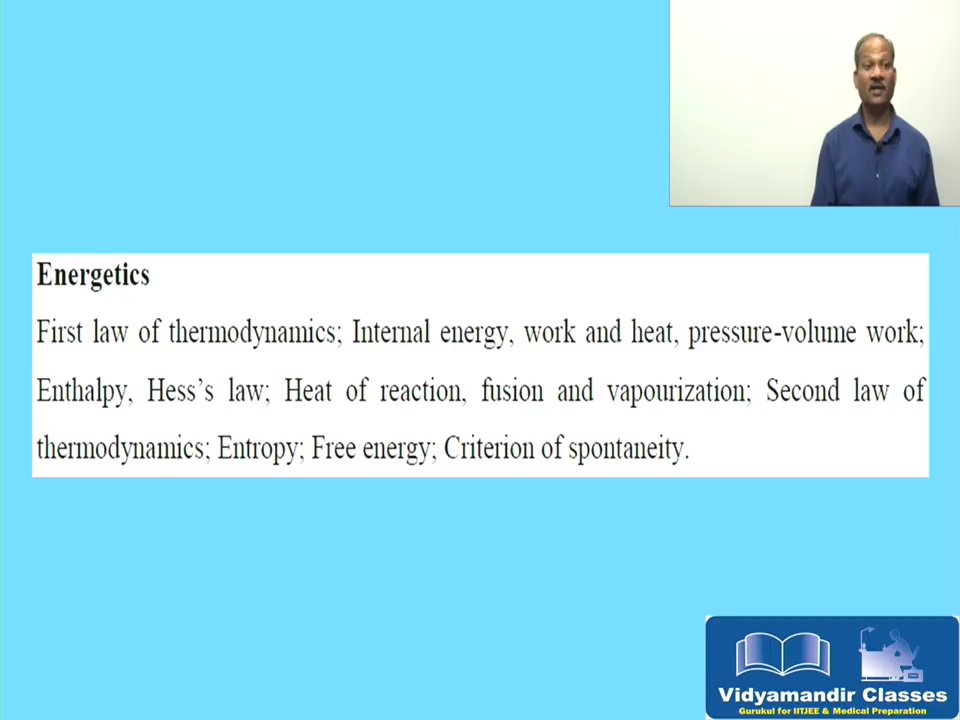 Energetics
First law of thermodynamics; Internal energy, work and heat, pressure-volume work;
Enthalpy, Hess's law; Heat of reaction, fusion and vapourization; Second law of
thermodynamics; Entropy; Free energy; Criterion of spontaneity.
Vidyamandir Classes
Gurukul for IITJEE & Medical Preparation